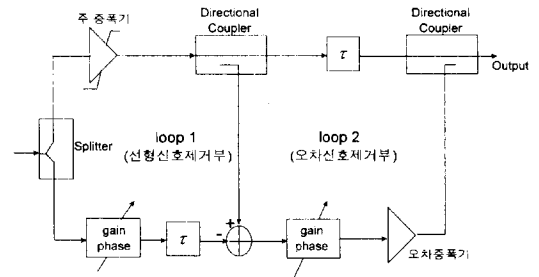 주 증폭기
Directional
Coupler
Directional
Coupler
τ
Output
Splitter
loop 1
(선형신호제거부)
loop 2
(오차신호제거부)
gain
phase
τ
+
-
gain
phase
오차증폭기